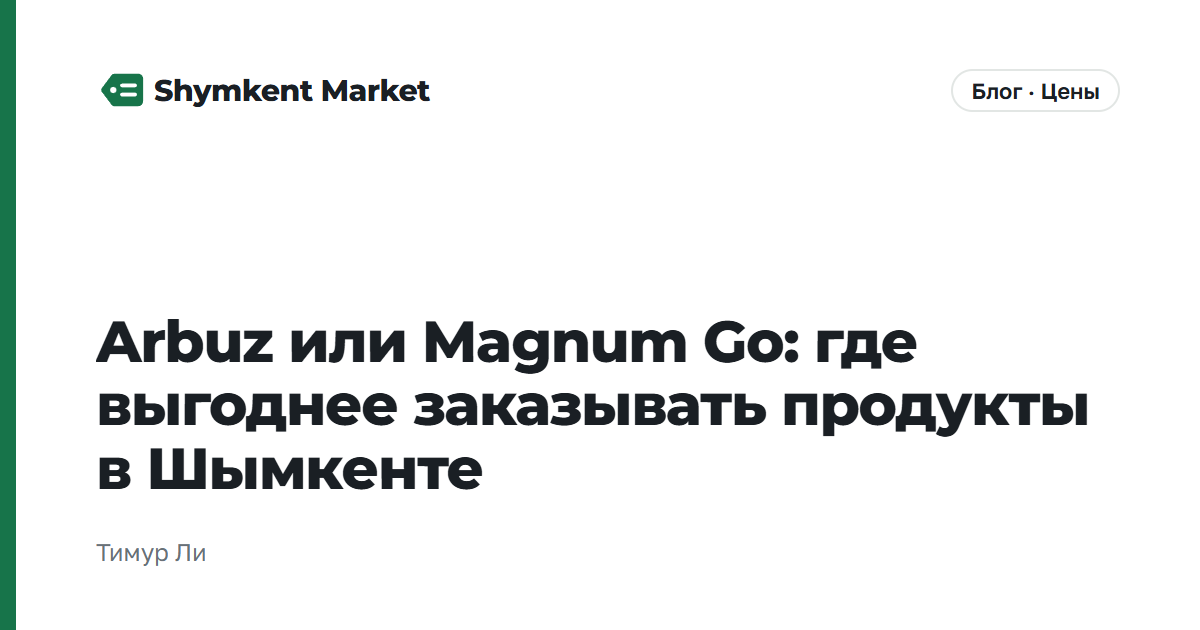 Shymkent Market
Блог · Цены
Arbuz или Magnum Go: где
выгоднее заказывать продукты
в Шымкенте
Тимур Ли